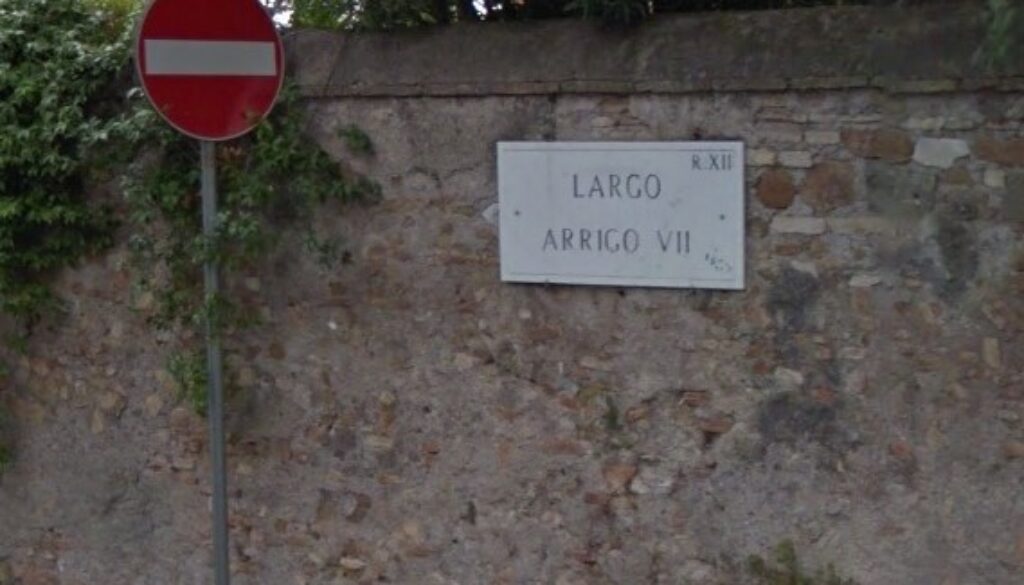 R. XII
LARGO
ARRIGO VII